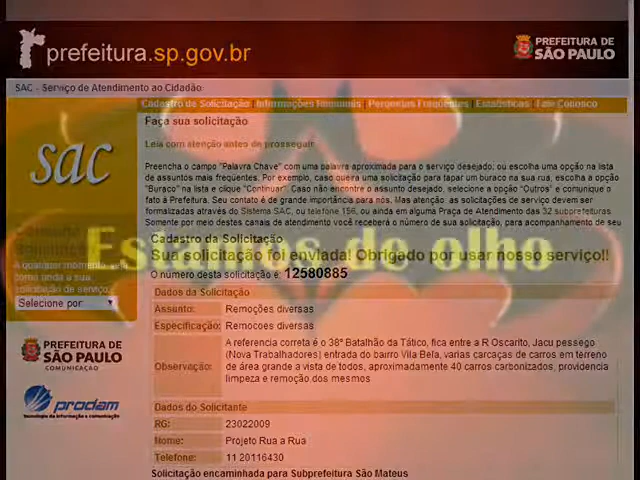 prefeitura.sp.gov.br
PREFEITURA DE
SÃO PAULO
SAC - Serviço de Atendimento ao Cidadão
Cadastro de Solicitação | Informações | Perguntas Frequentes | Estatísticas | Fale Conosco
Faça sua solicitação
sac
Leia com atenção antes de prosseguir
Preencha o campo "Palavra Chave" com uma palavra aproximada para o serviço desejado, ou escolha uma opção na lista
de assuntos mais freqüentes. Por exemplo, caso queira uma solicitação para tapar um buraco na sua rua, escolha a opção
"Buraco" na lista e clique "Continuar". Caso não encontre o assunto desejado, selecione a opção "Outros" e comunique o
fato à Prefeitura. Seu contato é de grande importância para nós. Mas atenção: as solicitações de serviço devem ser
formalizadas através do Sistema SAC, ou telefone 156, ou ainda em alguma Praça de Atendimento das 32 subprefeituras.
Somente por meio destes canais de atendimento você receberá o número de sua solicitação, para acompanhamento de seu
Cadastro da Solicitação
Estamos de olho
Sua solicitação foi enviada! Obrigado por usar nosso serviço!!
A qualquer momento,
solicitação de serviço.
O número desta solicitação é: 12580885
Selecione por:
Dados da Solicitação
Assunto: Remoções diversas
Especificação: Remocoes diversas
Observação: A referencia correta é o 38º Batalhão da Tático, fica entre a R Oscarito, Jacu pessego
(Nova Trabalhadores) entrada do bairro Vila Bela, varias carcaças de carros em terreno
de área grande a vista de todos, aproximadamente 40 carros carbonizados, providencia
limpeza e remoção dos mesmos
PREFEITURA DE
SÃO PAULO
COMUNICAÇÃO
prodam
Tecnologia da informação e comunicação
Dados do Solicitante
RG: 23022009
Nome: Projeto Rua a Rua
Telefone: 11 20116430
Solicitação encaminhada para Subprefeitura São Mateus